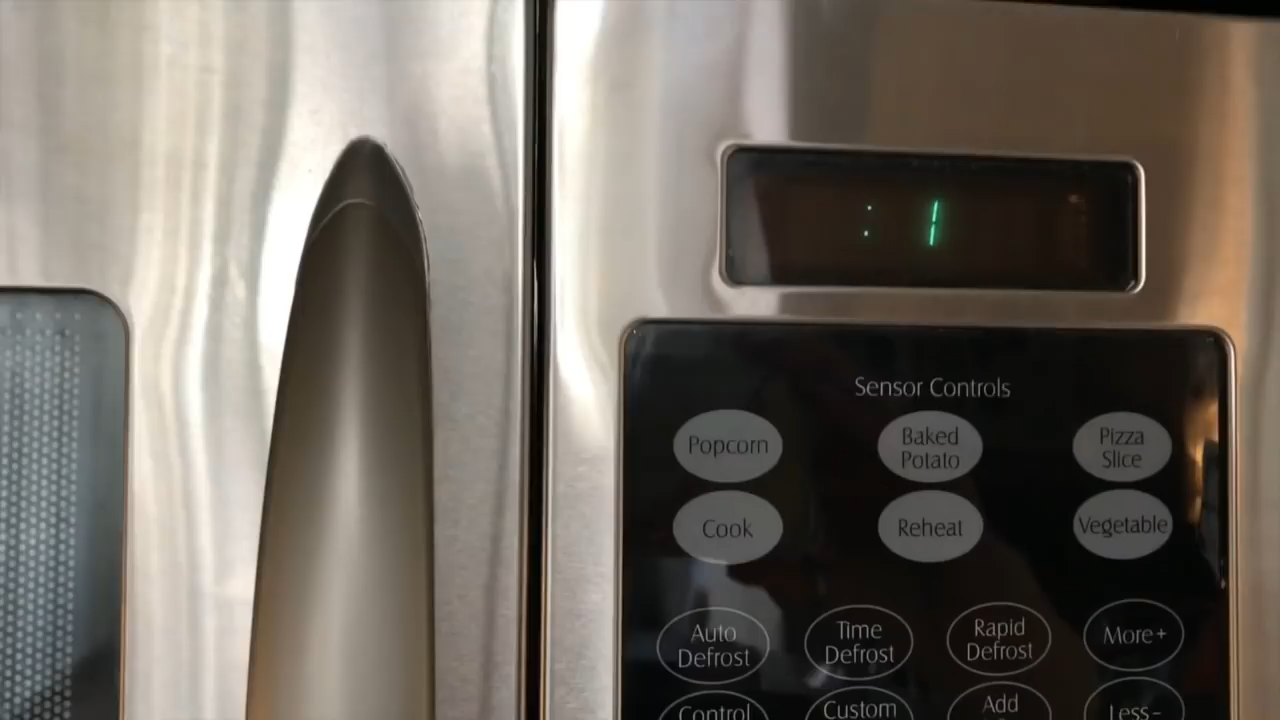 : 1
Sensor Controls
Popcorn
Baked
Potato
Pizza
Slice
Cook
Reheat
Vegetable
Auto
Defrost
Time
Defrost
Rapid
Defrost
More+
Control
Custom
Add
Less-